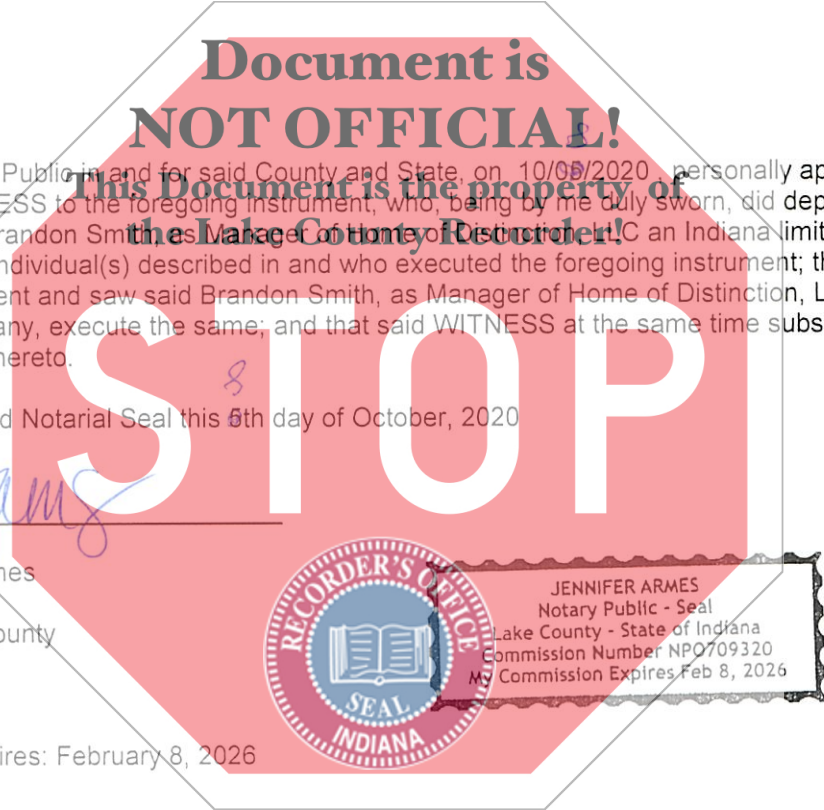 Document is
NOT OFFICIAL!
This Document is the property of
the Lake County Recorder!
Public in and for said County and State, on 10/08/2020, personally ap
ESS to the foregoing instrument, who, being by me duly sworn, did dep
randon Smith, as Manager of Home of Distinction, LLC an Indiana limit
ndividual(s) described in and who executed the foregoing instrument; th
ent and saw said Brandon Smith, as Manager of Home of Distinction, L
any, execute the same; and that said WITNESS at the same time subs
hereto.
STOP
8
d Notarial Seal this 5th day of October, 2020
nes
ounty
ires: February 8, 2026
RECORDER'S OFFICE
SEAL
INDIANA
JENNIFER ARMES
Notary Public - Seal
Lake County - State of Indiana
Commission Number NP0709320
My Commission Expires Feb 8, 2026